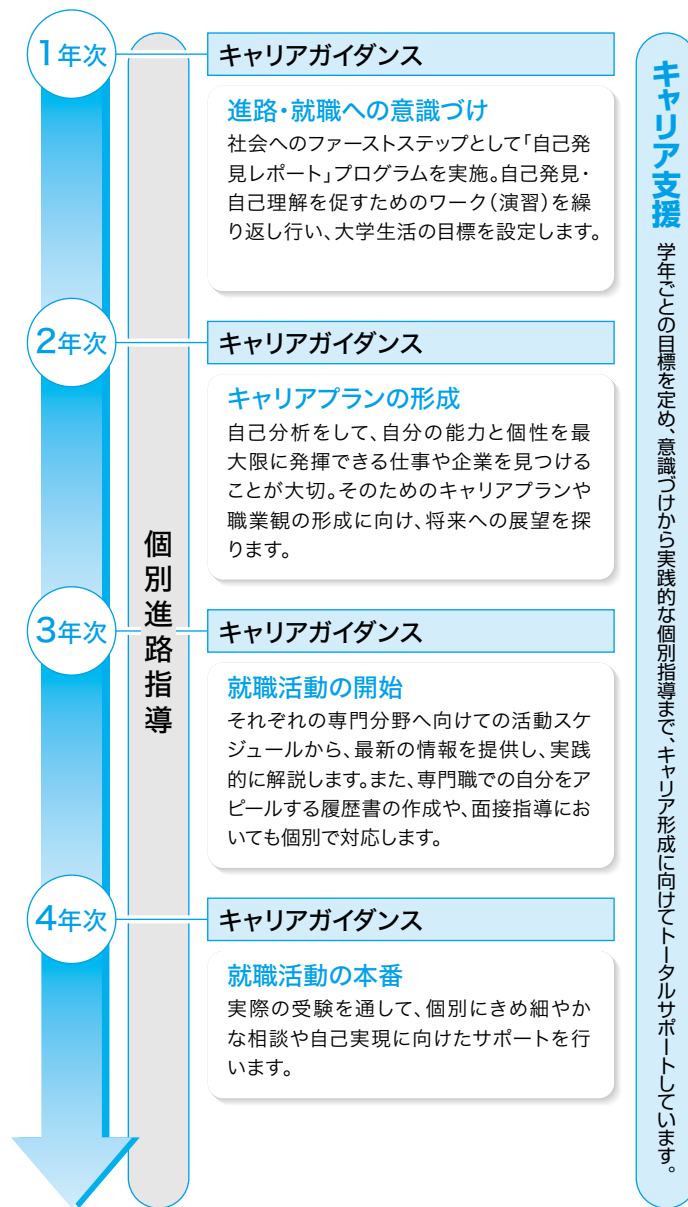 1年次
キャリアガイダンス
進路・就職への意識づけ
社会へのファーストステップとして「自己発
見レポート」プログラムを実施。自己発見・
自己理解を促すためのワーク（演習）を繰
り返し行い、大学生活の目標を設定します。
2年次
キャリアガイダンス
キャリアプランの形成
自己分析をして、自分の能力と個性を最
大限に発揮できる仕事や企業を見つける
ことが大切。そのためのキャリアプランや
職業観の形成に向け、将来への展望を探
ります。
3年次
キャリアガイダンス
就職活動の開始
それぞれの専門分野へ向けての活動スケ
ジュールから、最新の情報を提供し、実践
的に解説します。また、専門職での自分をア
ピールする履歴書の作成や、面接指導にお
いても個別で対応します。
4年次
キャリアガイダンス
就職活動の本番
実際の受験を通して、個別にきめ細やか
な相談や自己実現に向けたサポートを行
います。
個別進路指導
キャリア支援 学年ごとの目標を定め、意識づけから実践的な個別指導まで、キャリア形成に向けてトータルサポートしています。